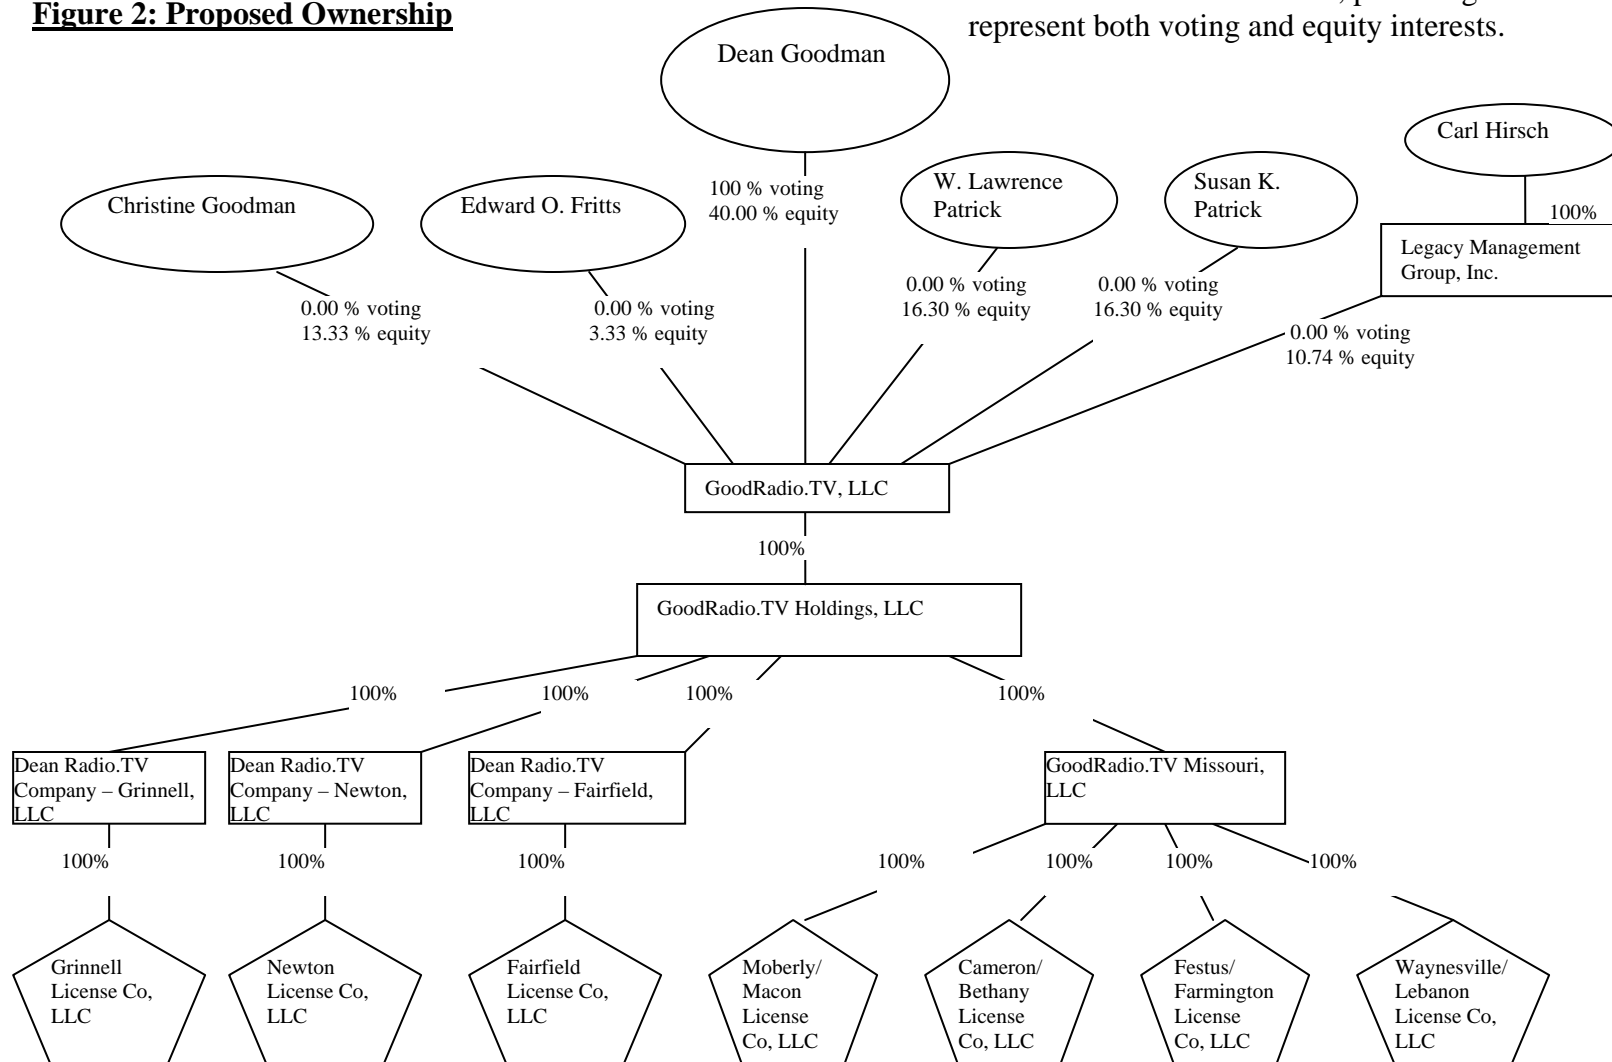 Figure 2: Proposed Ownership
represent both voting and equity interests.
Dean Goodman
Carl Hirsch
Christine Goodman
Edward O. Fritts
100 % voting
40.00 % equity
W. Lawrence
Patrick
Susan K.
Patrick
100%
Legacy Management
Group, Inc.
0.00 % voting
13.33 % equity
0.00 % voting
3.33 % equity
0.00 % voting
16.30 % equity
0.00 % voting
16.30 % equity
0.00 % voting
10.74 % equity
GoodRadio.TV, LLC
100%
GoodRadio.TV Holdings, LLC
100%
100%
100%
100%
Dean Radio.TV
Company – Grinnell,
LLC
Dean Radio.TV
Company – Newton,
LLC
Dean Radio.TV
Company – Fairfield,
LLC
GoodRadio.TV Missouri,
LLC
100%
100%
100%
100%
100%
100%
100%
Grinnell
License Co,
LLC
Newton
License Co,
LLC
Fairfield
License Co,
LLC
Moberly/
Macon
License
Co, LLC
Cameron/
Bethany
License
Co, LLC
Festus/
Farmington
License
Co, LLC
Waynesville/
Lebanon
License Co,
LLC